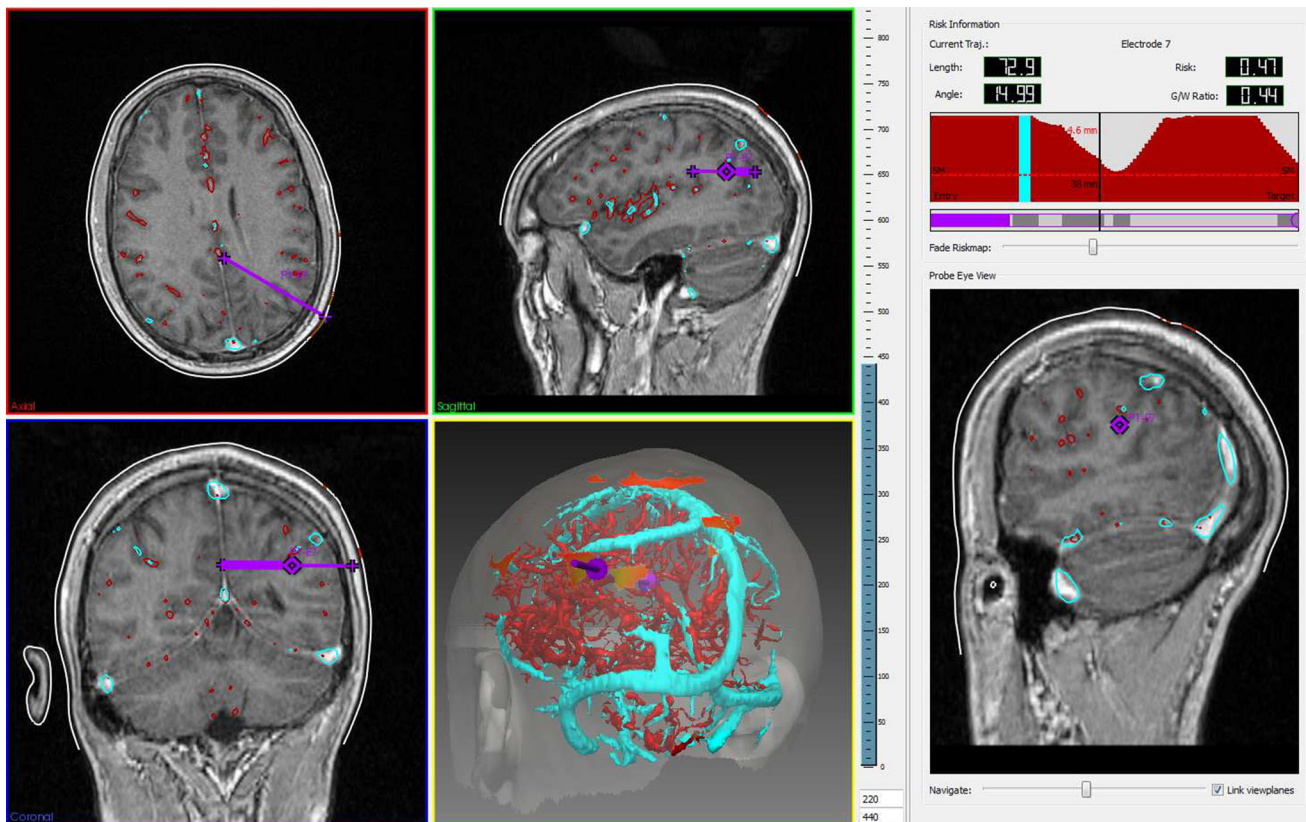 Axial
Sagittal
Coronal
800
750
700
650
600
550
500
450
400
350
300
250
200
150
100
50
0
220
440
Risk Information
Current Traj.: Electrode 7
Length: 72.9 Risk: 0.47
Angle: 14.99 G/W Ratio: 0.44
4.6 mm
38 mm
Entry Target
Fade Riskmap:
Probe Eye View
Navigate: Link viewplanes